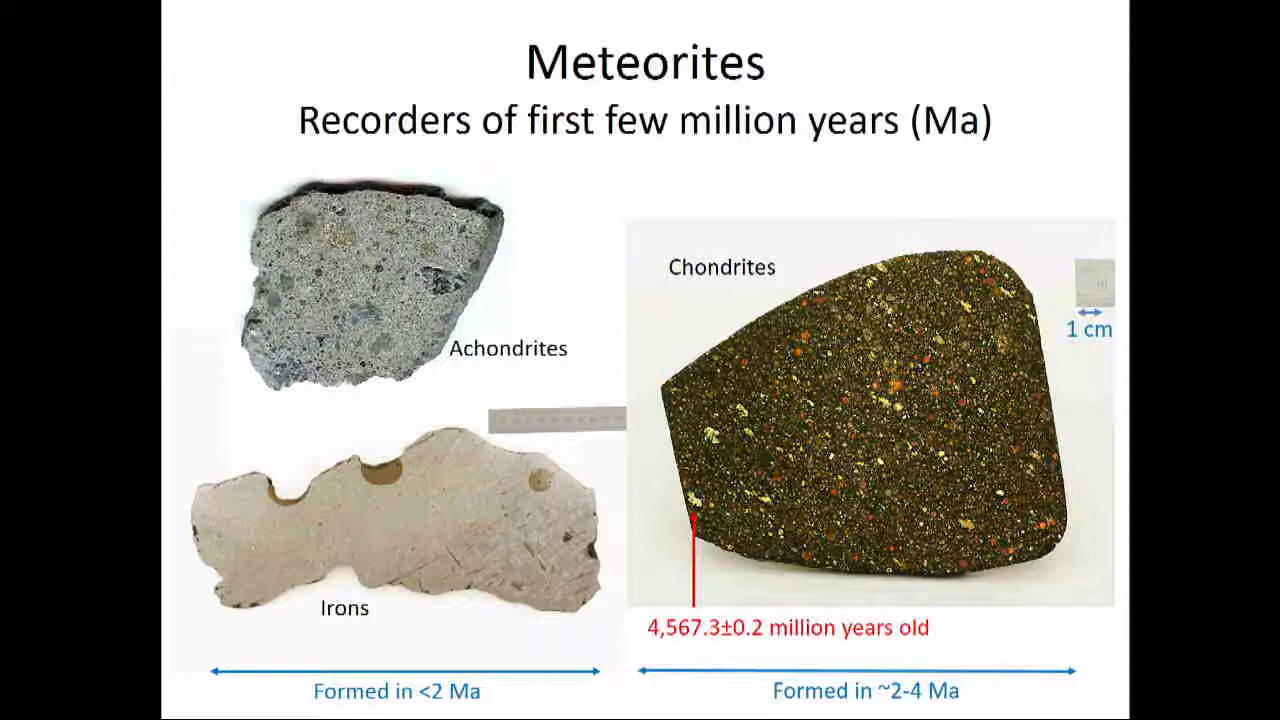 Meteorites
Recorders of first few million years (Ma)
Achondrites
Chondrites
1 cm
Irons
4,567.3±0.2 million years old
Formed in <2 Ma
Formed in ~2-4 Ma